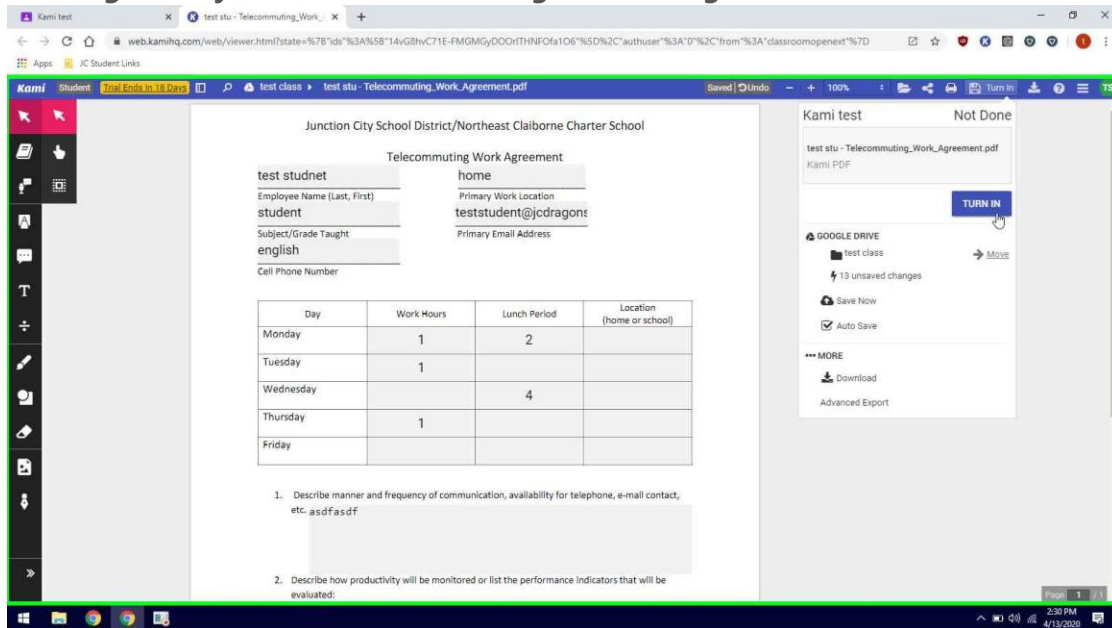 Kami test
test stu - Telecommuting_Work_
web.kamihq.com/web/viewer.html?state=%7B"ids"%3A%5B"14vG8hvC71E-FMGMGyDOOrITHNFOfa1O6"%5D%2C"authuser"%3A"0"%2C"from"%3A"classroomopenext"%7D
Apps JC Student Links
Kami Student Trial Ends In 18 Days test class test stu - Telecommuting_Work_Agreement.pdf Saved Undo − + 100% Turn In TS
Junction City School District/Northeast Claiborne Charter School
Telecommuting Work Agreement
test studnet home
Employee Name (Last, First) Primary Work Location
student teststudent@jcdragons
Subject/Grade Taught Primary Email Address
english
Cell Phone Number
Day Work Hours Lunch Period Location (home or school)
Monday 1 2
Tuesday 1
Wednesday 4
Thursday 1
Friday
1. Describe manner and frequency of communication, availability for telephone, e-mail contact,
etc. asdfasdf
2. Describe how productivity will be monitored or list the performance indicators that will be
evaluated:
Kami test Not Done
test stu - Telecommuting_Work_Agreement.pdf
Kami PDF
TURN IN
GOOGLE DRIVE
test class Move
13 unsaved changes
Save Now
Auto Save
MORE
Download
Advanced Export
Page 1 / 1
2:30 PM
4/13/2020